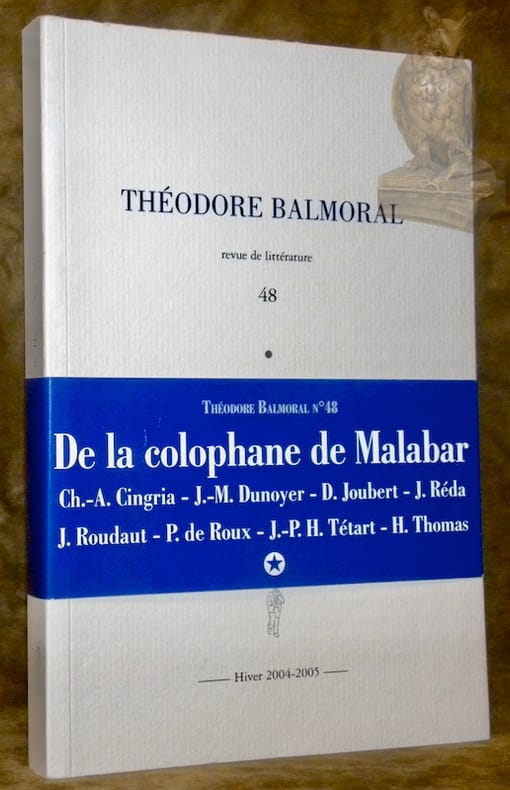 THÉODORE BALMORAL
revue de littérature
48
THÉODORE BALMORAL N°48
De la colophane de Malabar
Ch.-A. Cingria - J.-M. Dunoyer - D. Joubert - J. Réda
J. Roudaut - P. de Roux - J.-P. H. Tétart - H. Thomas
Hiver 2004-2005